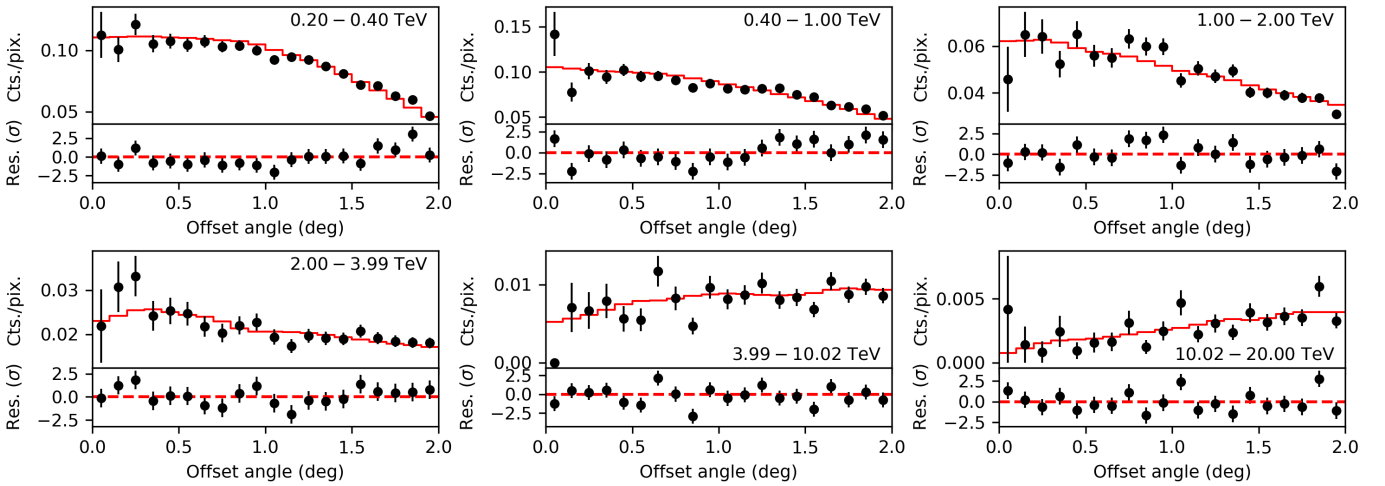 0.20 − 0.40 TeV
Cts./pix.
0.10
0.05
Res. (σ)
2.5
0.0
−2.5
0.0 0.5 1.0 1.5 2.0
Offset angle (deg)
0.40 − 1.00 TeV
Cts./pix.
0.15
0.10
0.05
Res. (σ)
2.5
0.0
−2.5
0.0 0.5 1.0 1.5 2.0
Offset angle (deg)
1.00 − 2.00 TeV
Cts./pix.
0.06
0.04
Res. (σ)
2.5
0.0
−2.5
0.0 0.5 1.0 1.5 2.0
Offset angle (deg)
2.00 − 3.99 TeV
Cts./pix.
0.03
0.02
Res. (σ)
2.5
0.0
−2.5
0.0 0.5 1.0 1.5 2.0
Offset angle (deg)
Cts./pix.
0.01
3.99 − 10.02 TeV
0.00
Res. (σ)
2.5
0.0
−2.5
0.0 0.5 1.0 1.5 2.0
Offset angle (deg)
Cts./pix.
0.005
10.02 − 20.00 TeV
0.000
Res. (σ)
2.5
0.0
−2.5
0.0 0.5 1.0 1.5 2.0
Offset angle (deg)